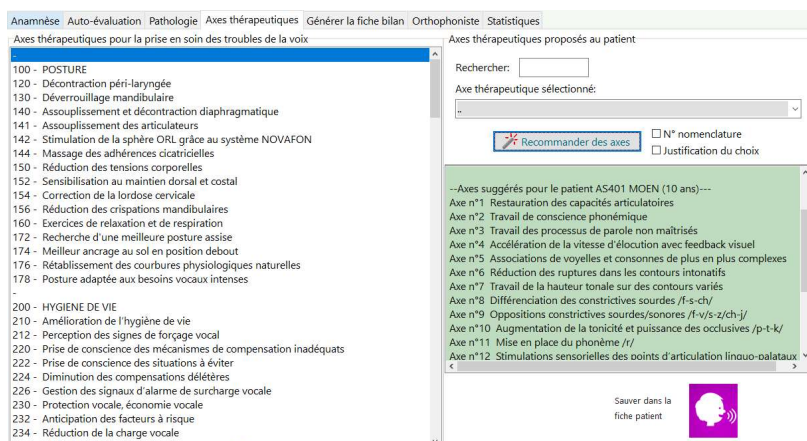 Anamnèse Auto-évaluation Pathologie Axes thérapeutiques Générer la fiche bilan Orthophoniste Statistiques
Axes thérapeutiques pour la prise en soin des troubles de la voix
-
100 - POSTURE
120 - Décontraction péri-laryngée
130 - Déverrouillage mandibulaire
140 - Assouplissement et décontraction diaphragmatique
141 - Assouplissement des articulateurs
142 - Stimulation de la sphère ORL grâce au système NOVAFON
144 - Massage des adhérences cicatricielles
150 - Réduction des tensions corporelles
152 - Sensibilisation au maintien dorsal et costal
154 - Correction de la lordose cervicale
156 - Réduction des crispations mandibulaires
160 - Exercices de relaxation et de respiration
172 - Recherche d'une meilleure posture assise
174 - Meilleur ancrage au sol en position debout
176 - Rétablissement des courbures physiologiques naturelles
178 - Posture adaptée aux besoins vocaux intenses
-
200 - HYGIENE DE VIE
210 - Amélioration de l'hygiène de vie
212 - Perception des signes de forçage vocal
220 - Prise de conscience des mécanismes de compensation inadéquats
222 - Prise de conscience des situations à éviter
224 - Diminution des compensations délétères
226 - Gestion des signaux d'alarme de surcharge vocale
230 - Protection vocale, économie vocale
232 - Anticipation des facteurs à risque
234 - Réduction de la charge vocale
Axes thérapeutiques proposés au patient
Rechercher:
Axe thérapeutique sélectionné:
..
Recommander des axes
N° nomenclature
Justification du choix
--Axes suggérés pour le patient AS401 MOEN (10 ans)---
Axe n°1 Restauration des capacités articulatoires
Axe n°2 Travail de conscience phonémique
Axe n°3 Travail des processus de parole non maîtrisés
Axe n°4 Accélération de la vitesse d'élocution avec feedback visuel
Axe n°5 Associations de voyelles et consonnes de plus en plus complexes
Axe n°6 Réduction des ruptures dans les contours intonatifs
Axe n°7 Travail de la hauteur tonale sur des contours variés
Axe n°8 Différenciation des constrictives sourdes /f-s-ch/
Axe n°9 Oppositions constrictives sourdes/sonores /f-v/s-z/ch-j/
Axe n°10 Augmentation de la tonicité et puissance des occlusives /p-t-k/
Axe n°11 Mise en place du phonème /r/
Axe n°12 Stimulations sensorielles des points d'articulation linguo-palataux
Sauver dans la
fiche patient